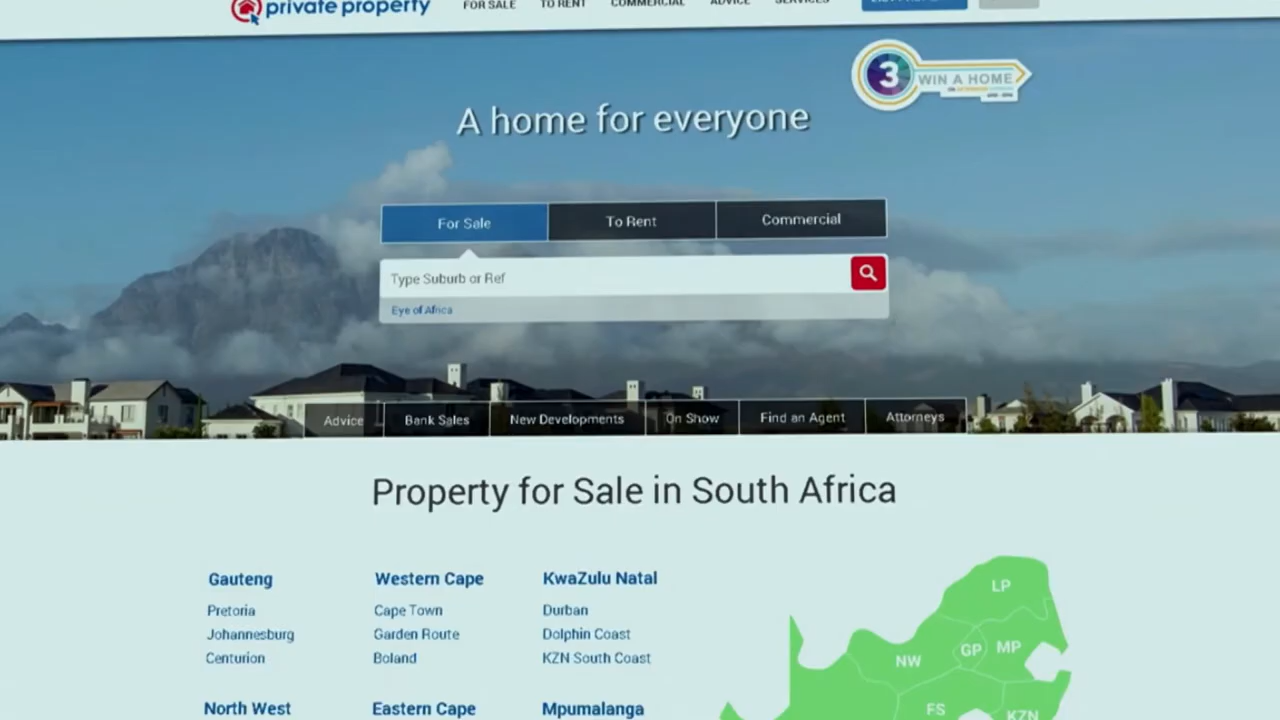 private property
FOR SALE
TO RENT
COMMERCIAL
ADVICE
SERVICES
3 WIN A HOME
A home for everyone
For Sale
To Rent
Commercial
Type Suburb or Ref
Eye of Africa
Advice
Bank Sales
New Developments
On Show
Find an Agent
Attorneys
Property for Sale in South Africa
Gauteng
Western Cape
KwaZulu Natal
Pretoria
Cape Town
Durban
Johannesburg
Garden Route
Dolphin Coast
Centurion
Boland
KZN South Coast
North West
Eastern Cape
Mpumalanga
LP
GP
MP
NW
FS
KZN